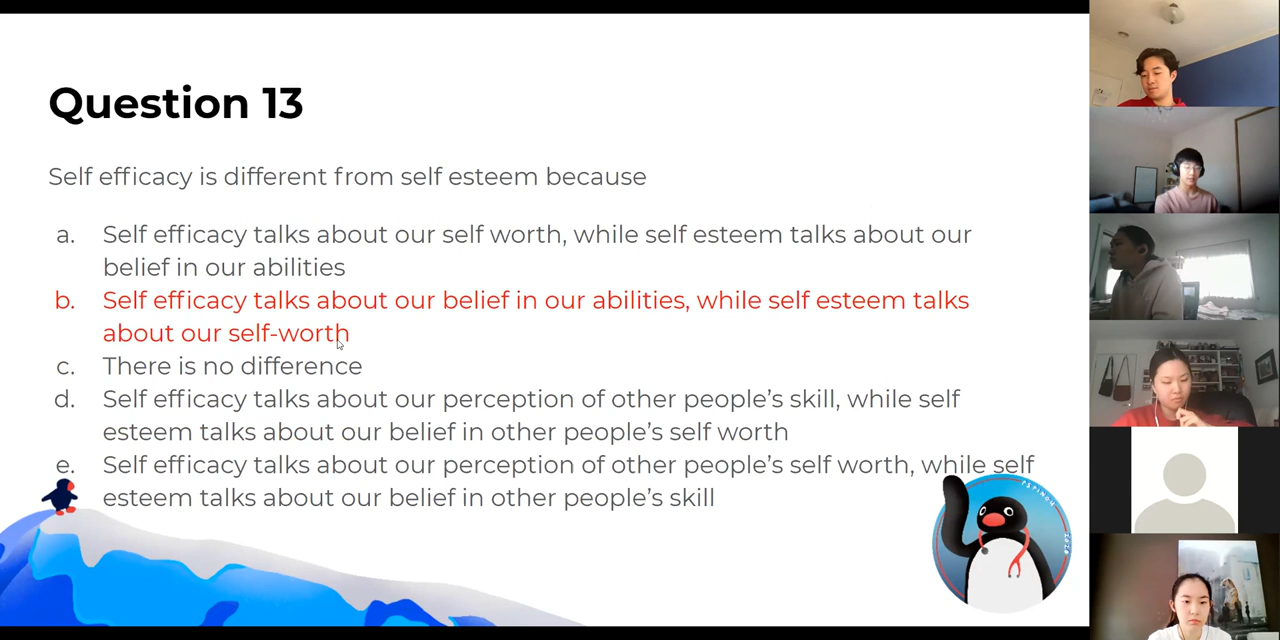 Question 13
Self efficacy is different from self esteem because
a. Self efficacy talks about our self worth, while self esteem talks about our
belief in our abilities
b. Self efficacy talks about our belief in our abilities, while self esteem talks
about our self-worth
c. There is no difference
d. Self efficacy talks about our perception of other people's skill, while self
esteem talks about our belief in other people's self worth
e. Self efficacy talks about our perception of other people's self worth, while self
esteem talks about our belief in other people's skill